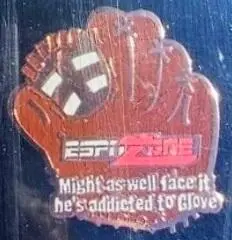 ESPN ZONE
Might as well face it
he's addicted to Glove